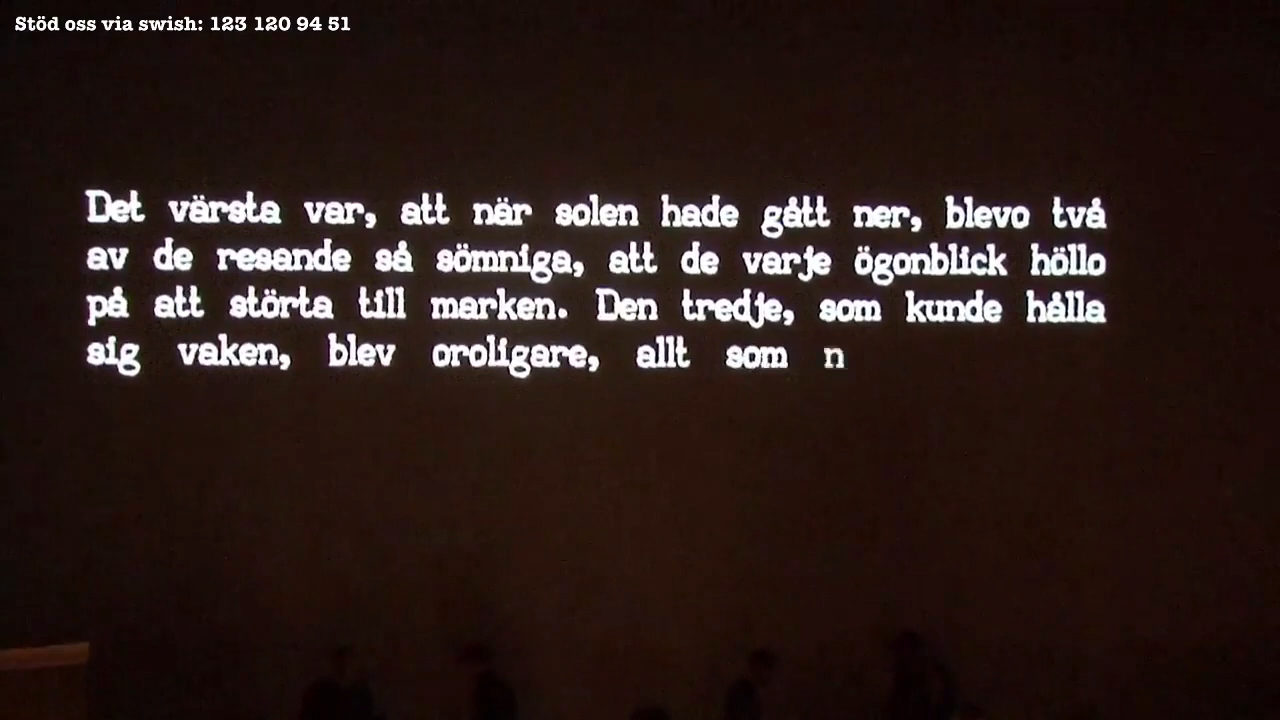 Stöd oss via swish: 123 120 94 51
Det värsta var, att när solen hade gått ner, blevo två
av de resande så sömniga, att de varje ögonblick höllo
på att störta till marken. Den tredje, som kunde hålla
sig vaken, blev oroligare, allt som n